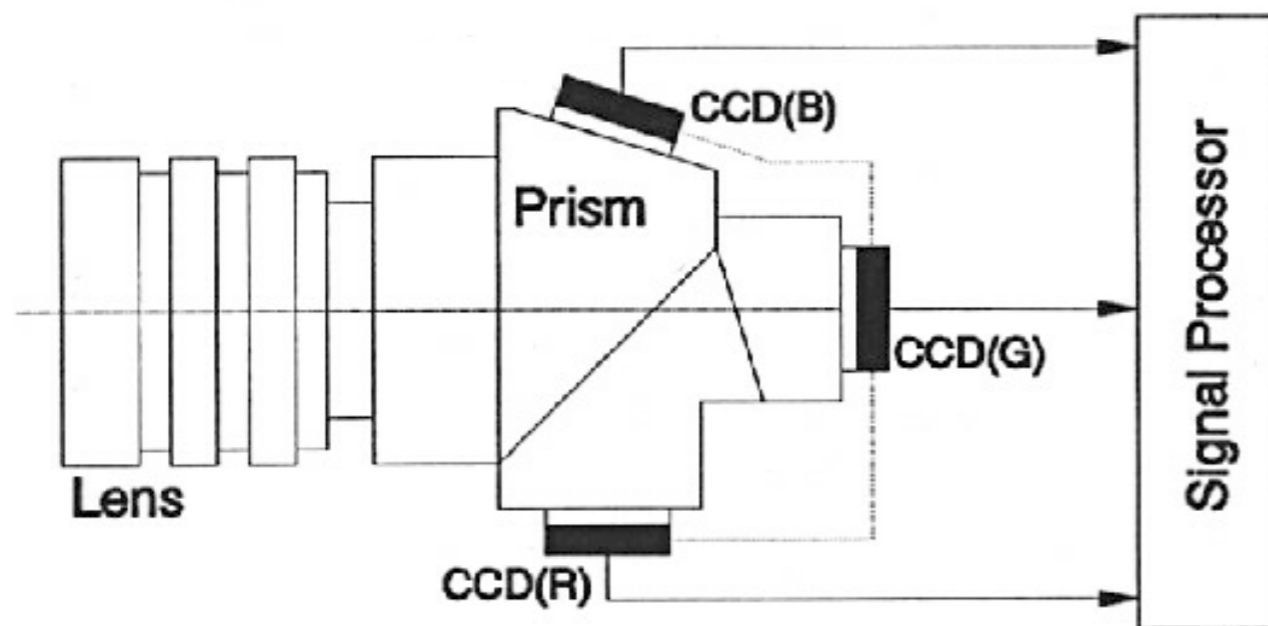 CCD(B)
Prism
CCD(G)
Lens
CCD(R)
Signal Processor